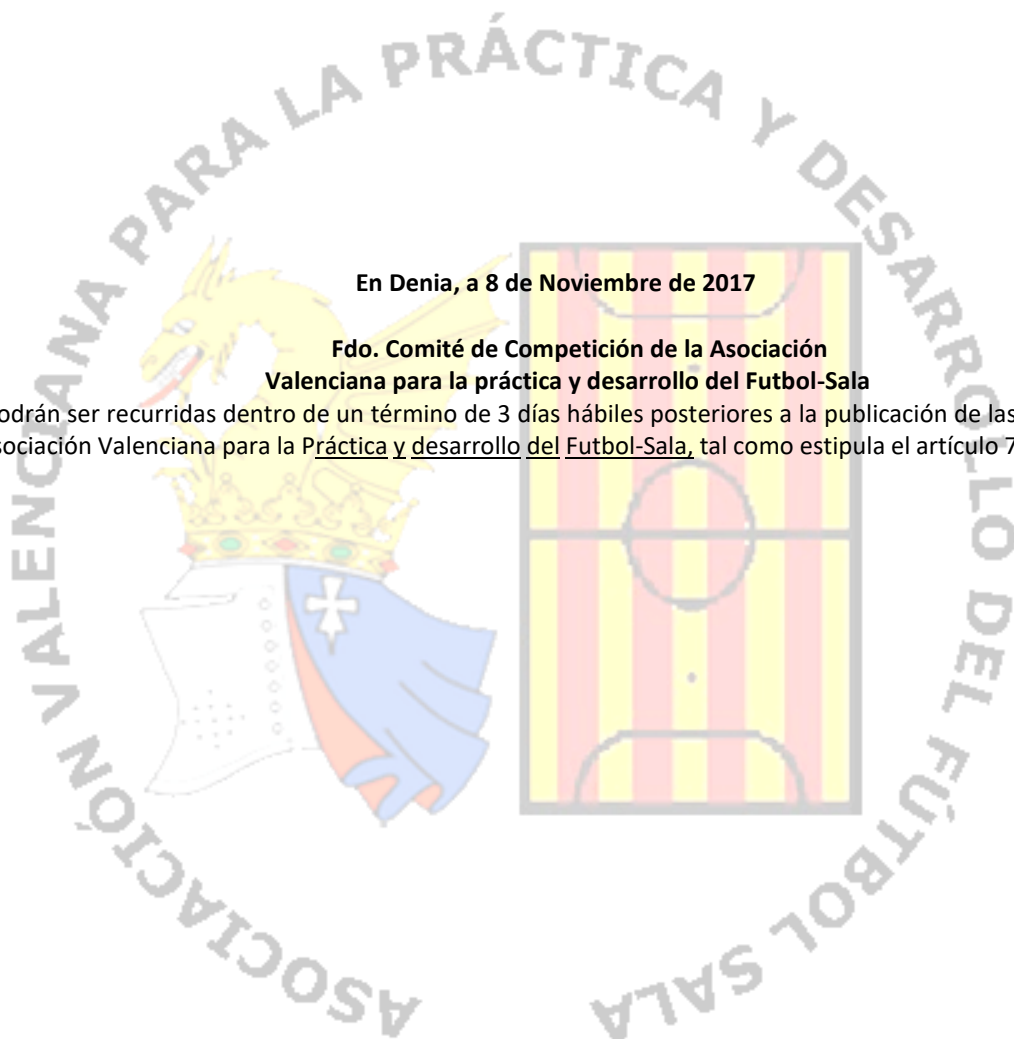 ASOCIACIÓN VALENCIANA PARA LA PRÁCTICA Y DESARROLLO DEL FÚTBOL SALA
En Denia, a 8 de Noviembre de 2017
Fdo. Comité de Competición de la Asociación
Valenciana para la práctica y desarrollo del Futbol-Sala
odrán ser recurridas dentro de un término de 3 días hábiles posteriores a la publicación de las
sociación Valenciana para la Práctica y desarrollo del Futbol-Sala, tal como estipula el artículo 7